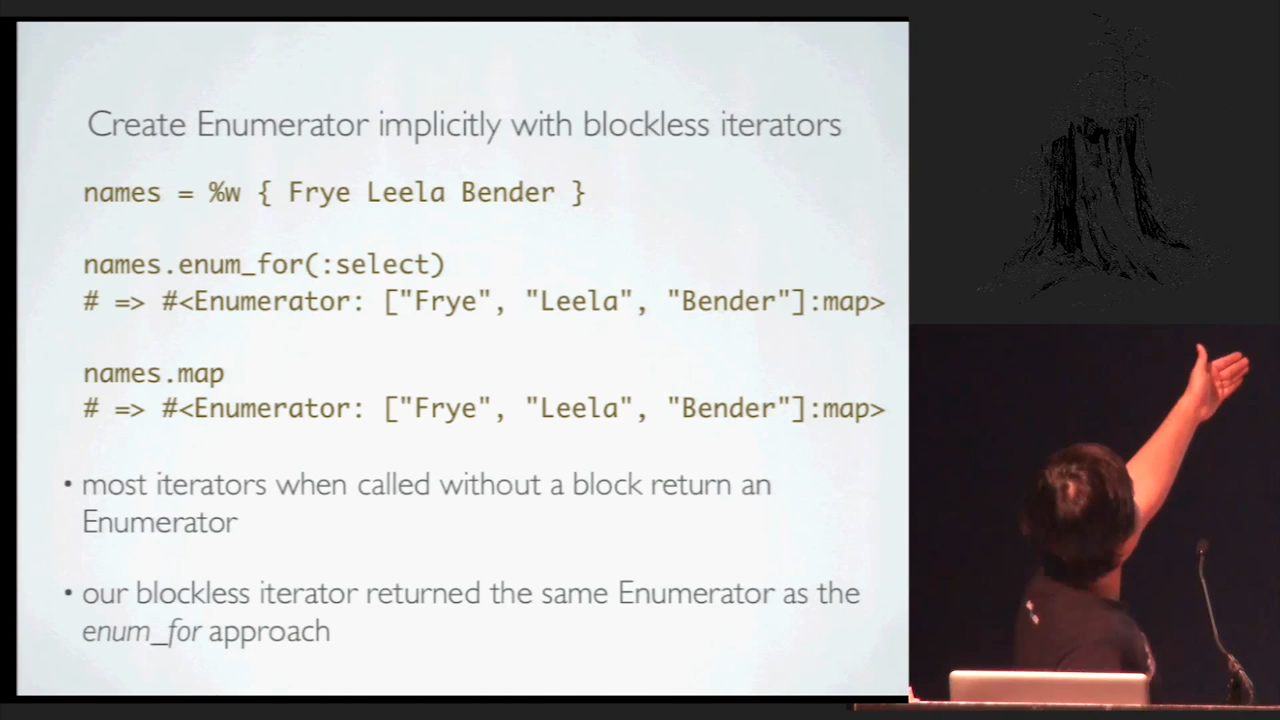 Create Enumerator implicitly with blockless iterators
names = %w { Frye Leela Bender }
names.enum_for(:select)
# => #<Enumerator: ["Frye", "Leela", "Bender"]:map>
names.map
# => #<Enumerator: ["Frye", "Leela", "Bender"]:map>
• most iterators when called without a block return an
Enumerator
• our blockless iterator returned the same Enumerator as the
enum_for approach